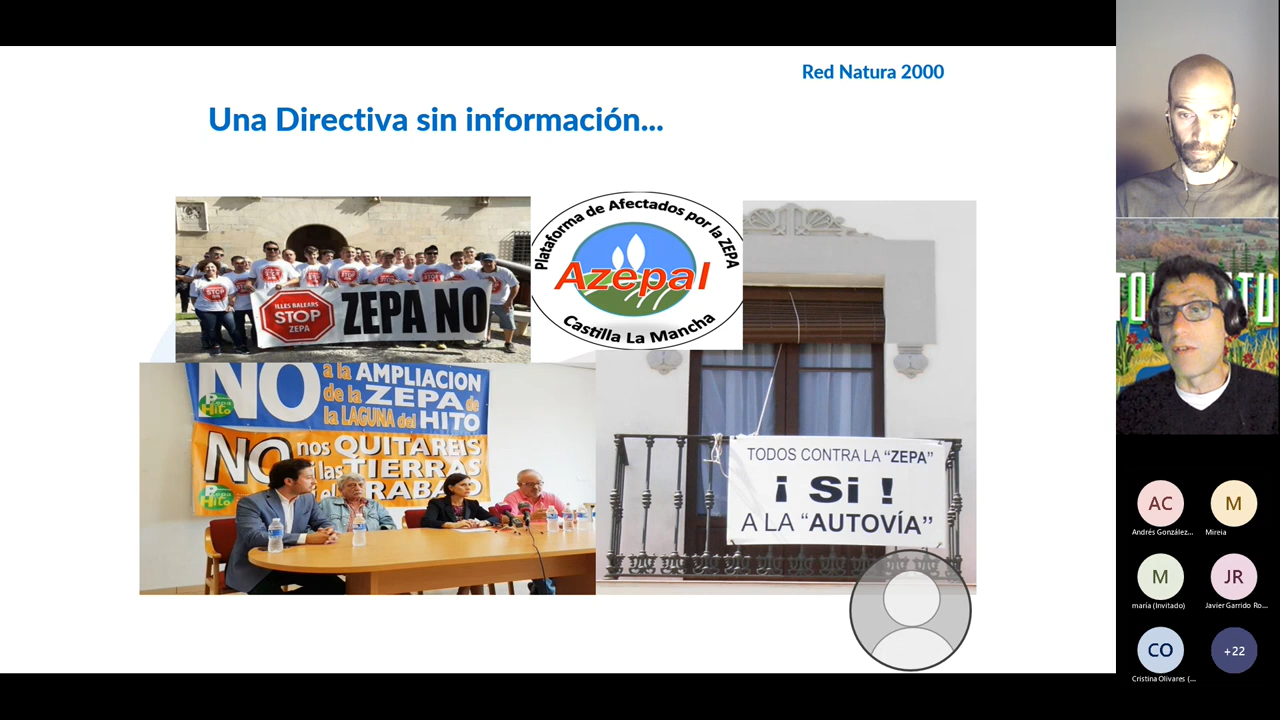 Red Natura 2000
Una Directiva sin información...
ILLES BALEARS
STOP
ZEPA
ZEPA NO
Plataforma de Afectados por la ZEPA
Azepal
Castilla La Mancha
NO a la AMPLIACION
de la ZEPA de
la LAGUNA del HITO
NO nos QUITAREIS
las TIERRAS
Hito
Hito
TODOS CONTRA LA “ZEPA”
¡ Si !
A LA “AUTOVÍA”
AC
Andrés González...
M
Mireia
M
maría (Invitado)
JR
Javier Garrido Ro...
CO
Cristina Olivares (...
+22